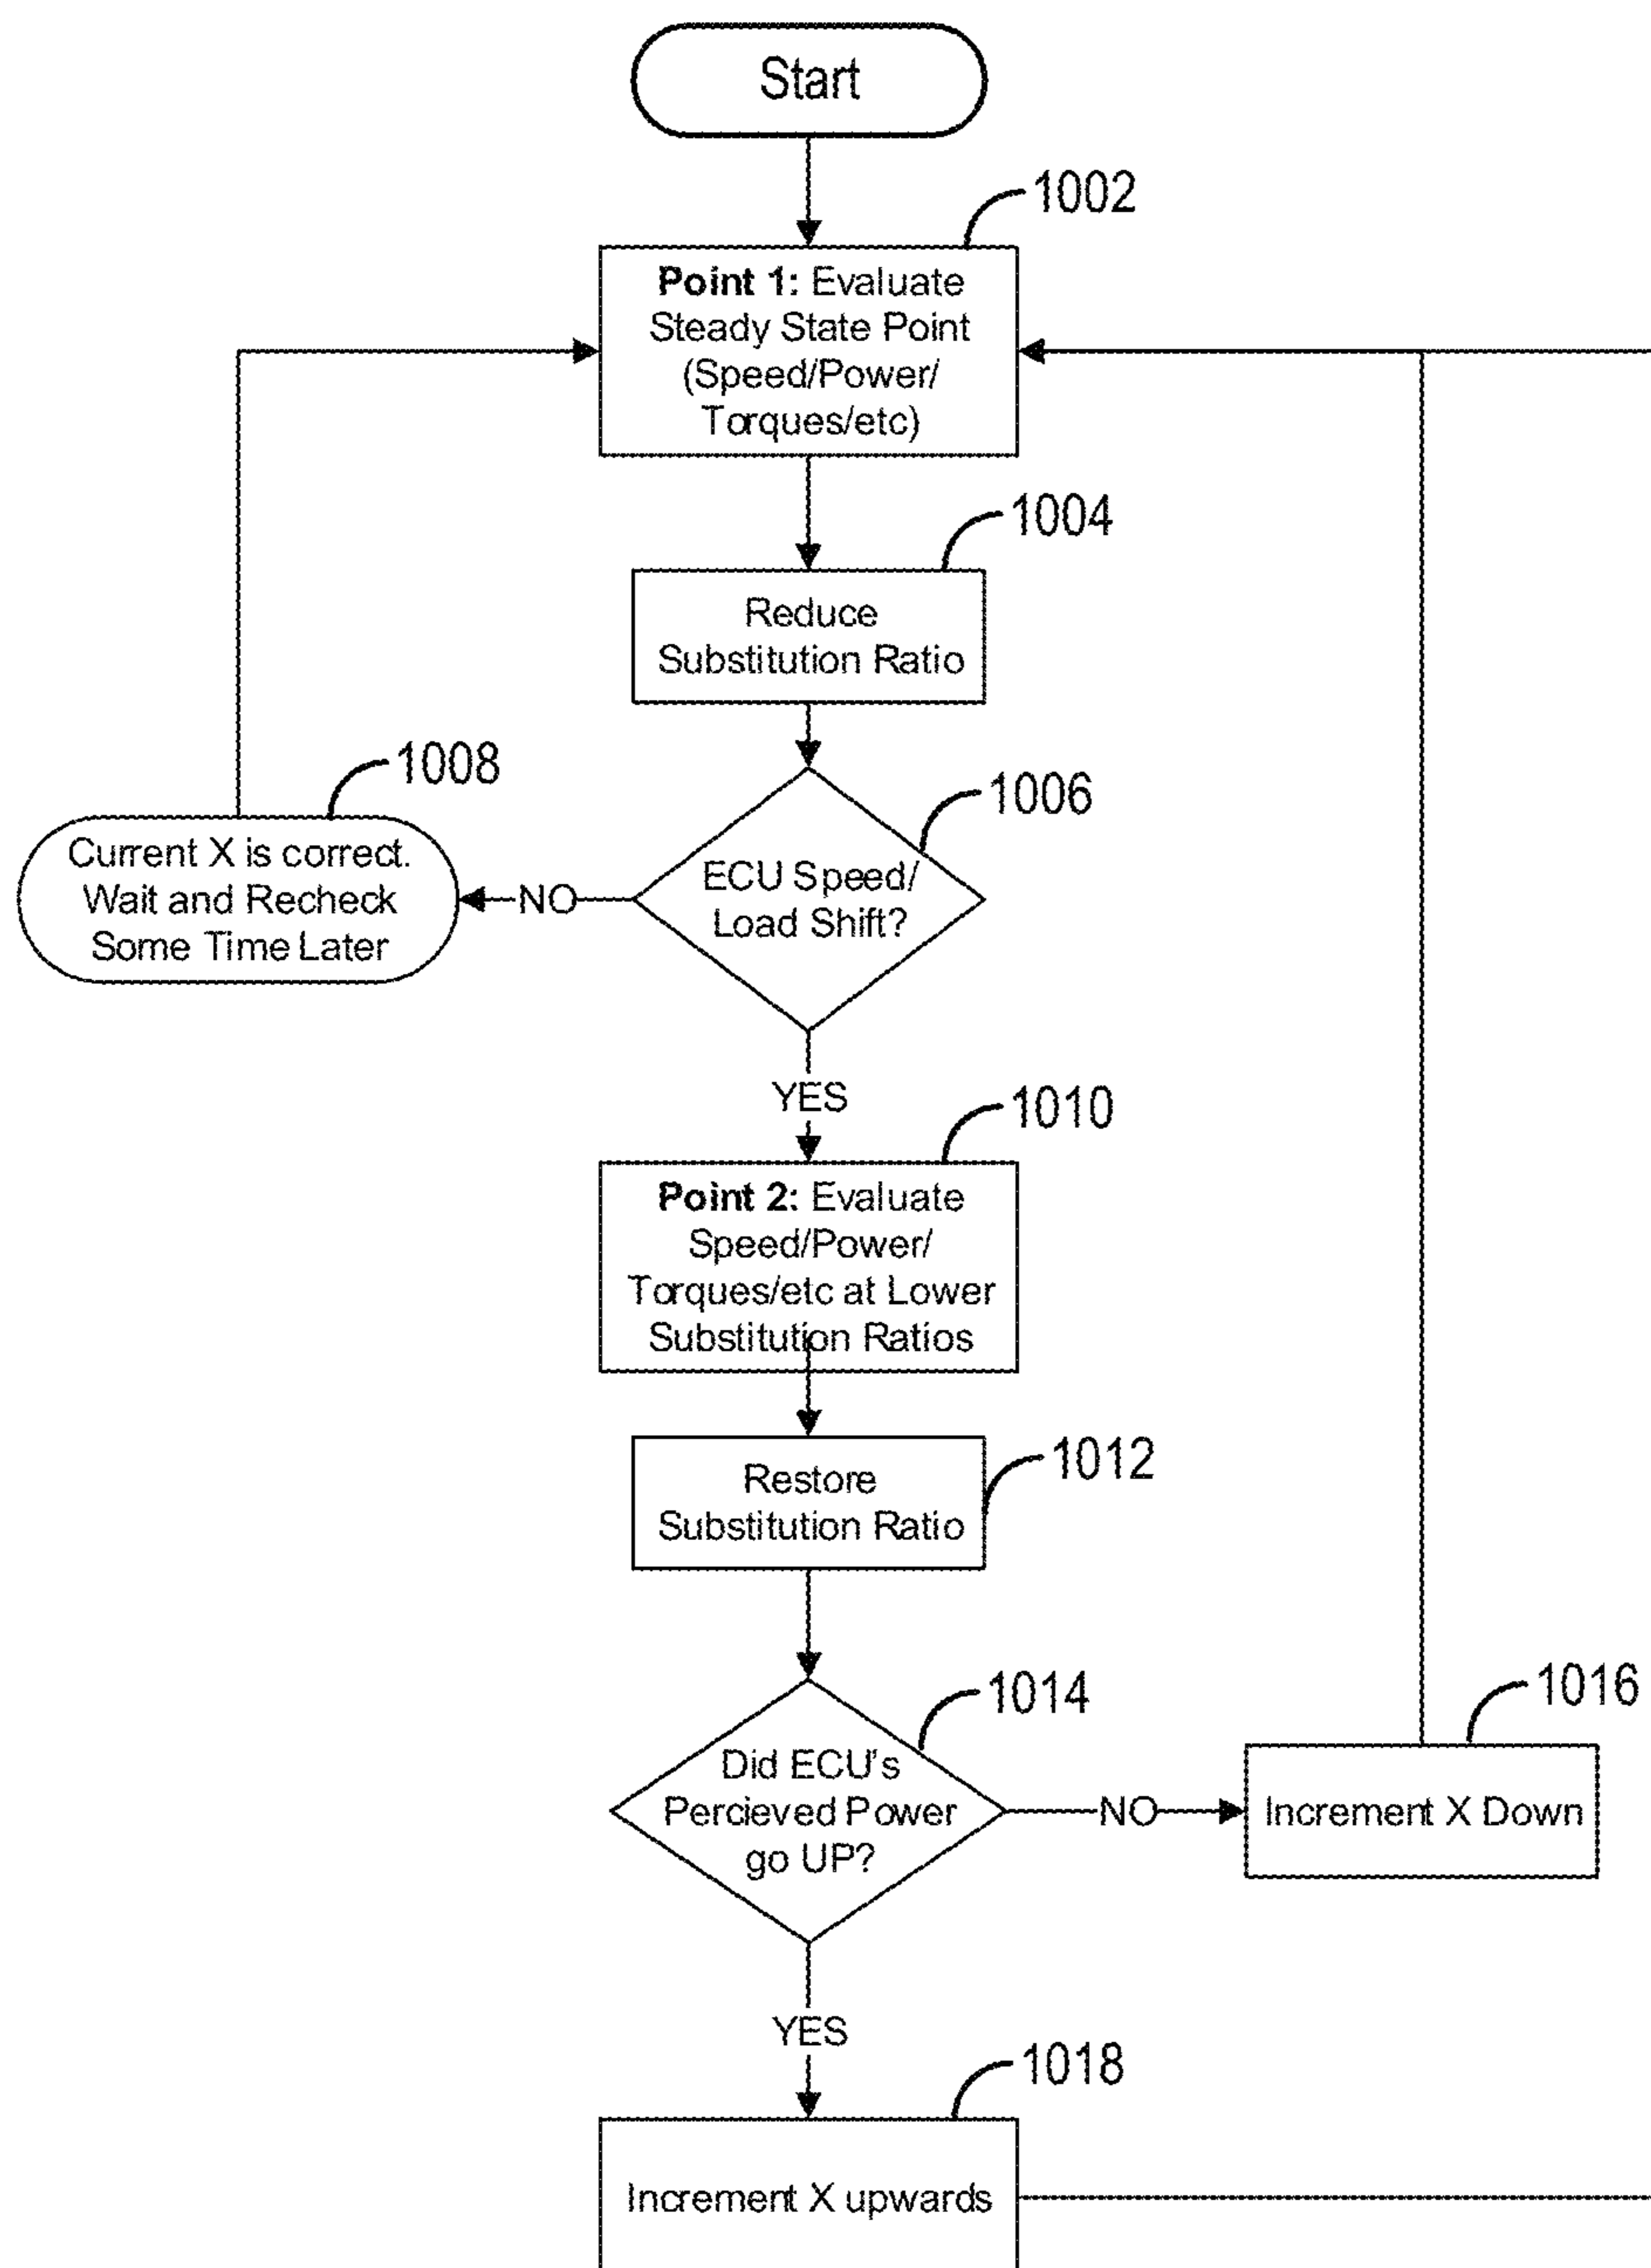 Start
1002
Point 1: Evaluate
Steady State Point
(Speed/Power/
Torques/etc)
1004
Reduce
Substitution Ratio
1006
ECU Speed/
Load Shift?
NO
1008
Current X is correct.
Wait and Recheck
Some Time Later
YES
1010
Point 2: Evaluate
Speed/Power/
Torques/etc at Lower
Substitution Ratios
1012
Restore
Substitution Ratio
1014
Did ECU's
Percieved Power
go UP?
NO
1016
Increment X Down
YES
1018
Increment X upwards